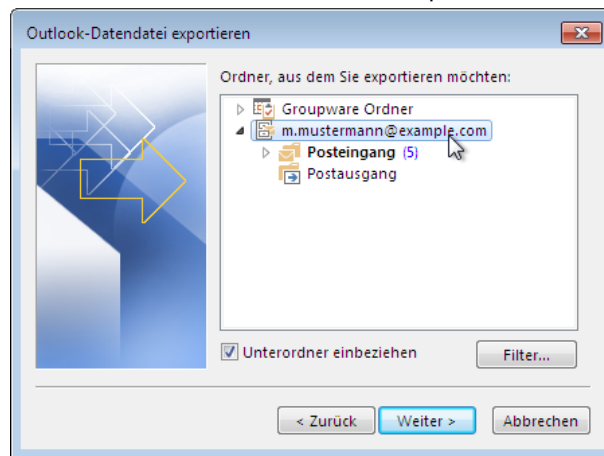 Outlook-Datendatei exportieren
Ordner, aus dem Sie exportieren möchten:
Groupware Ordner
m.mustermann@example.com
Posteingang (5)
Postausgang
Unterordner einbeziehen
Filter...
< Zurück
Weiter >
Abbrechen